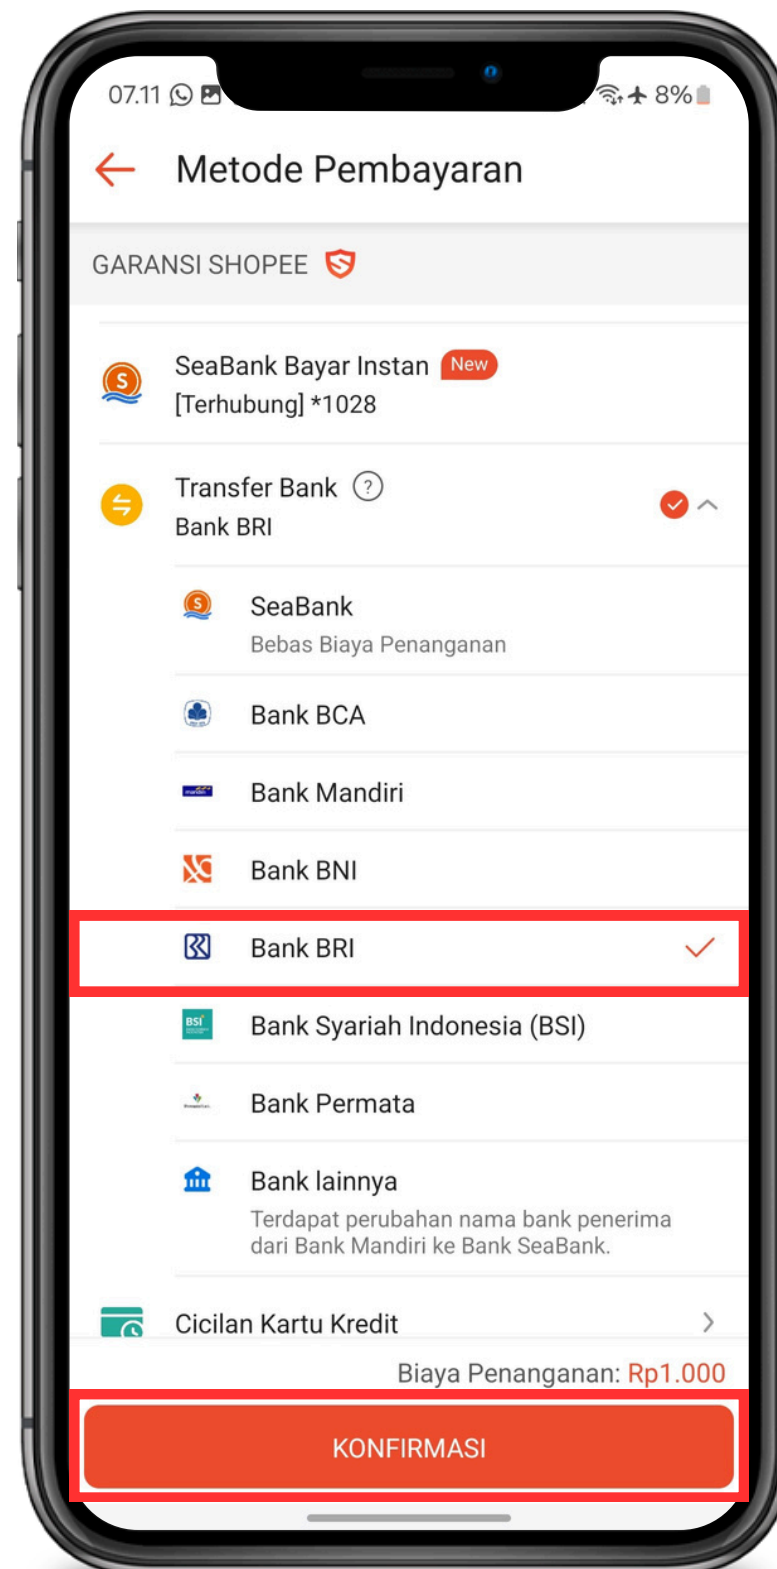 07.11
8%
Metode Pembayaran
GARANSI SHOPEE
SeaBank Bayar Instan New
[Terhubung] *1028
Transfer Bank ?
Bank BRI
SeaBank
Bebas Biaya Penanganan
Bank BCA
mandiri
Bank Mandiri
Bank BNI
Bank BRI
BSI
Bank Syariah Indonesia (BSI)
Bank Permata
Bank lainnya
Terdapat perubahan nama bank penerima
dari Bank Mandiri ke Bank SeaBank.
Cicilan Kartu Kredit
Biaya Penanganan: Rp1.000
KONFIRMASI